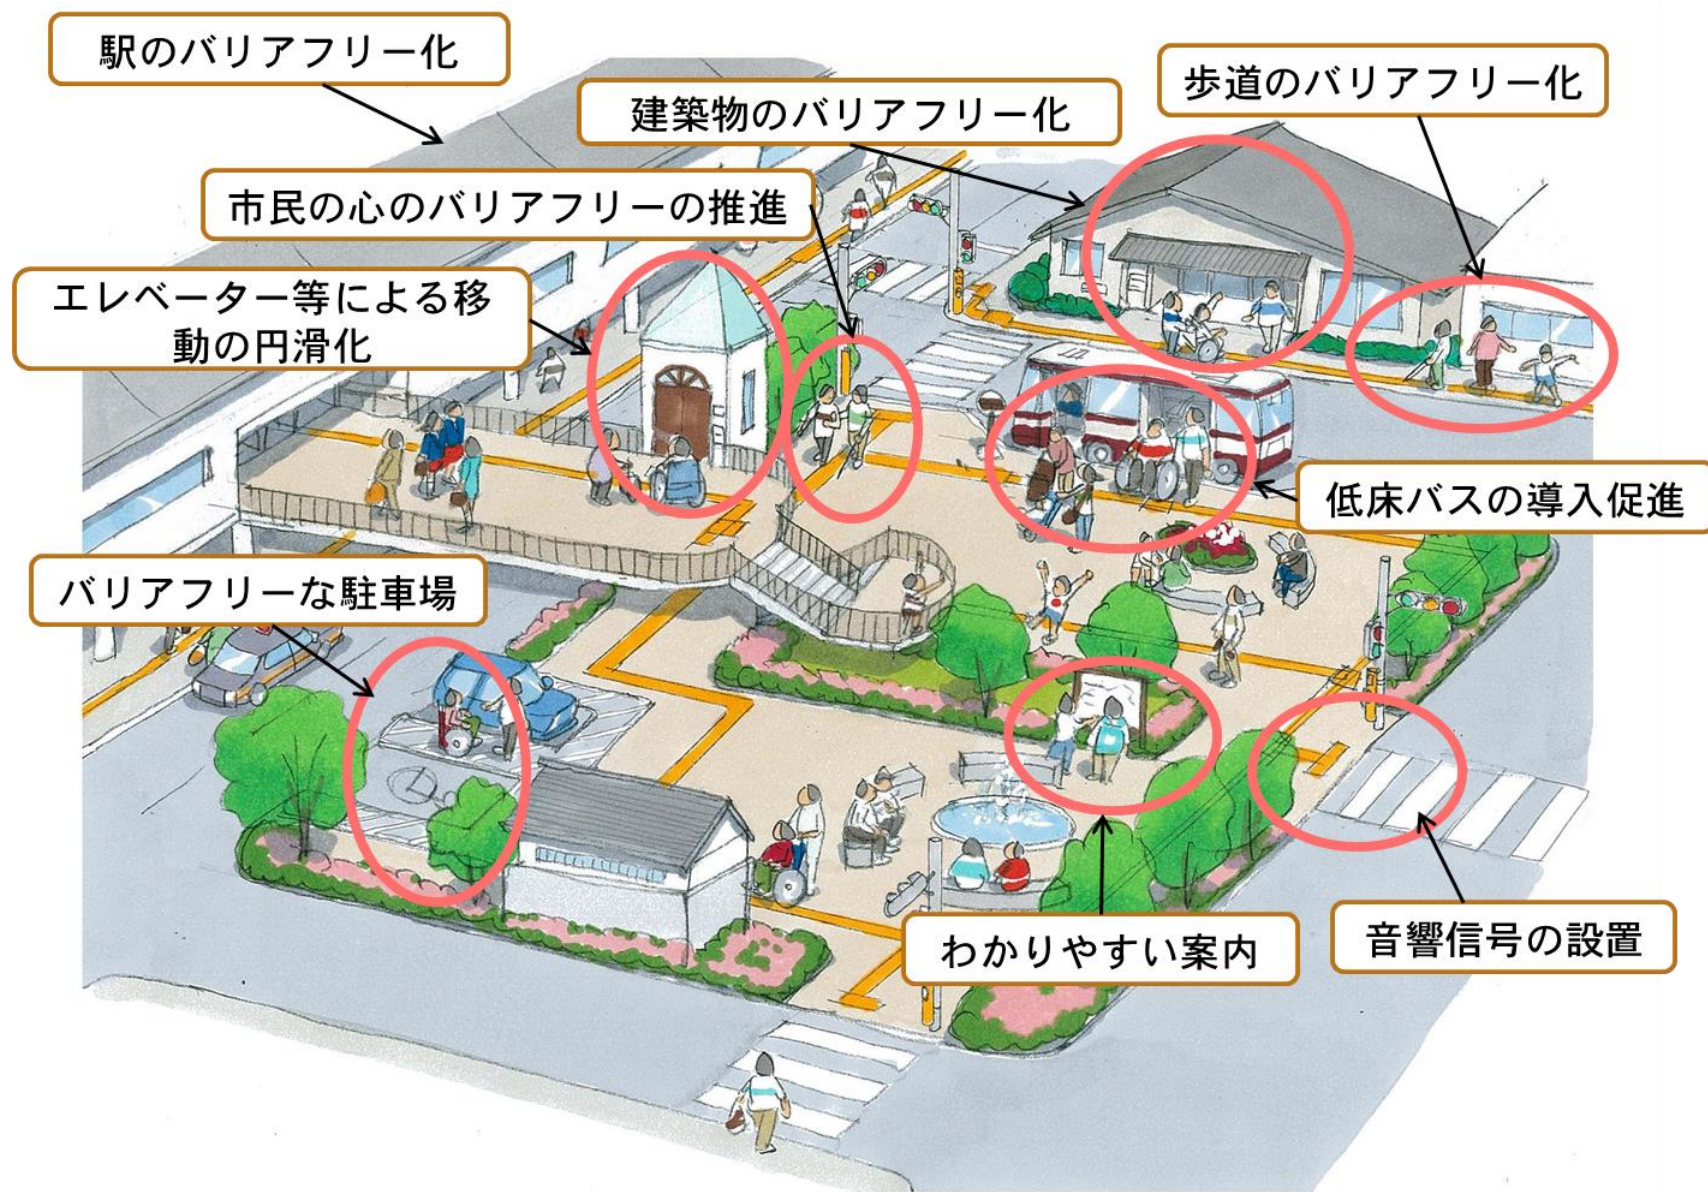 駅のバリアフリー化
建築物のバリアフリー化
歩道のバリアフリー化
市民の心のバリアフリーの推進
エレベーター等による移
動の円滑化
低床バスの導入促進
バリアフリーな駐車場
わかりやすい案内
音響信号の設置